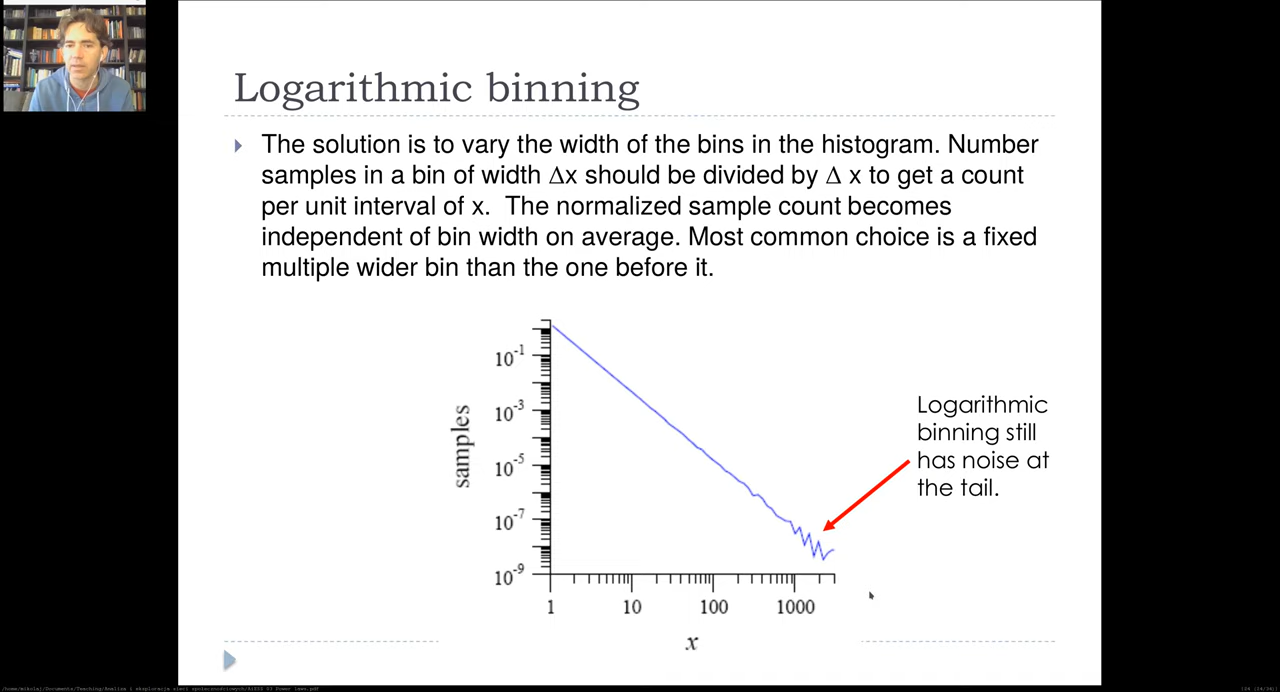 Logarithmic binning
The solution is to vary the width of the bins in the histogram. Number
samples in a bin of width Δx should be divided by Δ x to get a count
per unit interval of x. The normalized sample count becomes
independent of bin width on average. Most common choice is a fixed
multiple wider bin than the one before it.
10^-1
10^-3
10^-5
10^-7
10^-9
samples
1 10 100 1000
x
Logarithmic
binning still
has noise at
the tail.